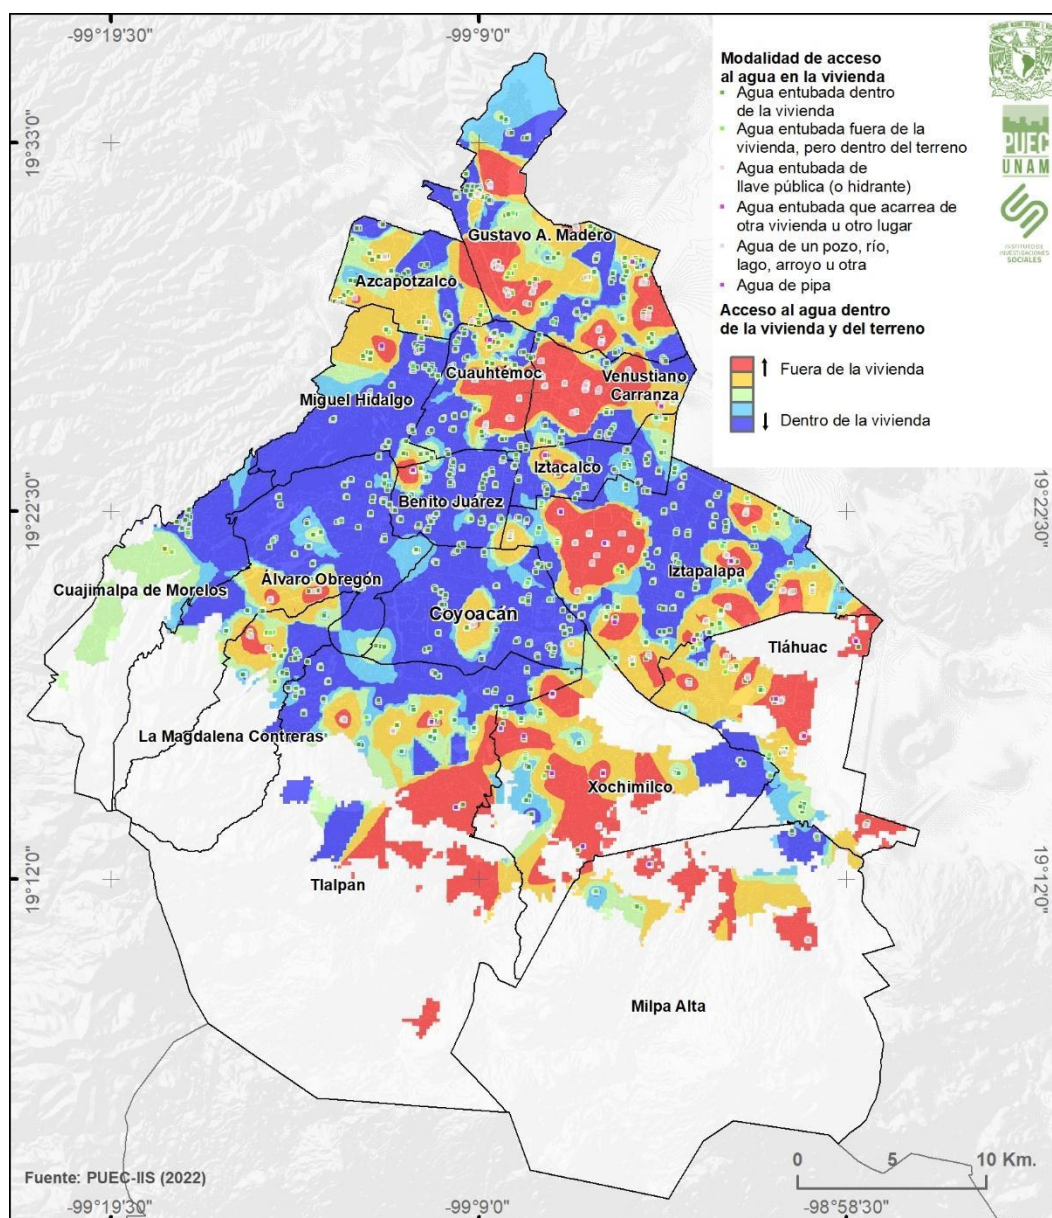 -99°19'30"
-99°9'0"
Modalidad de acceso
al agua en la vivienda
Agua entubada dentro
de la vivienda
Agua entubada fuera de la
vivienda, pero dentro del terreno
Agua entubada de
llave pública (o hidrante)
Agua entubada que acarrea de
otra vivienda u otro lugar
Agua de un pozo, río,
lago, arroyo u otra
Agua de pipa
Acceso al agua dentro
de la vivienda y del terreno
Fuera de la vivienda
Dentro de la vivienda
PUEC
UNAM
INSTITUTO DE
INVESTIGACIONES
SOCIALES
19°33'0"
Gustavo A. Madero
Azcapotzalco
Cuauhtémoc
Venustiano
Carranza
Miguel Hidalgo
Iztacalco
Benito Juárez
19°22'30"
19°22'30"
Cuajimalpa de Morelos
Álvaro Obregón
Iztapalapa
Coyoacán
Tláhuac
La Magdalena Contreras
Xochimilco
19°12'0"
19°12'0"
Tlalpan
Milpa Alta
Fuente: PUEC-IIS (2022)
0 5 10 Km.
-99°19'30"
-99°9'0"
-98°58'30"